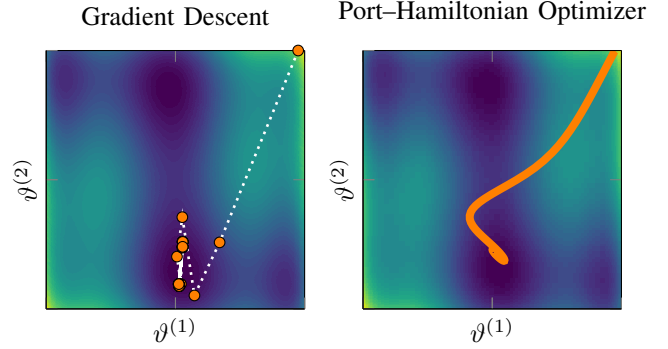 Gradient Descent
Port–Hamiltonian Optimizer
ϑ⁽²⁾
ϑ⁽¹⁾
ϑ⁽²⁾
ϑ⁽¹⁾